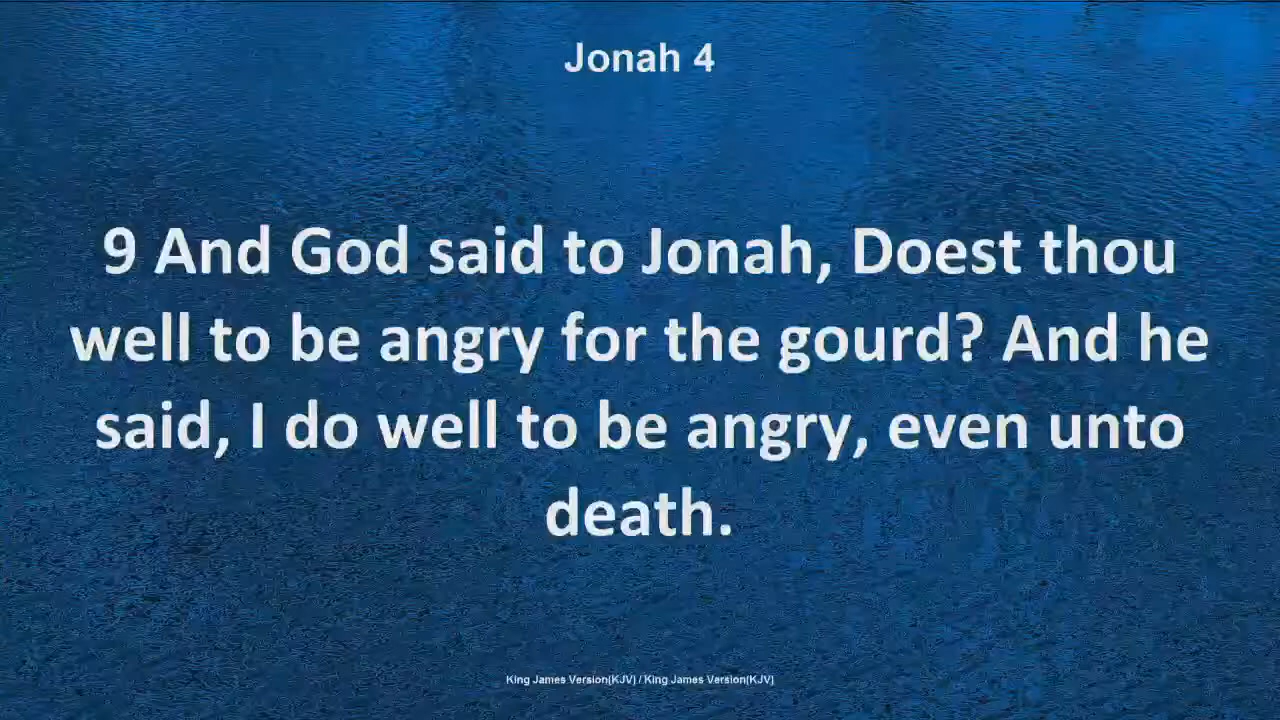 Jonah 4
9 And God said to Jonah, Doest thou
well to be angry for the gourd? And he
said, I do well to be angry, even unto
death.
King James Version(KJV) / King James Version(KJV)